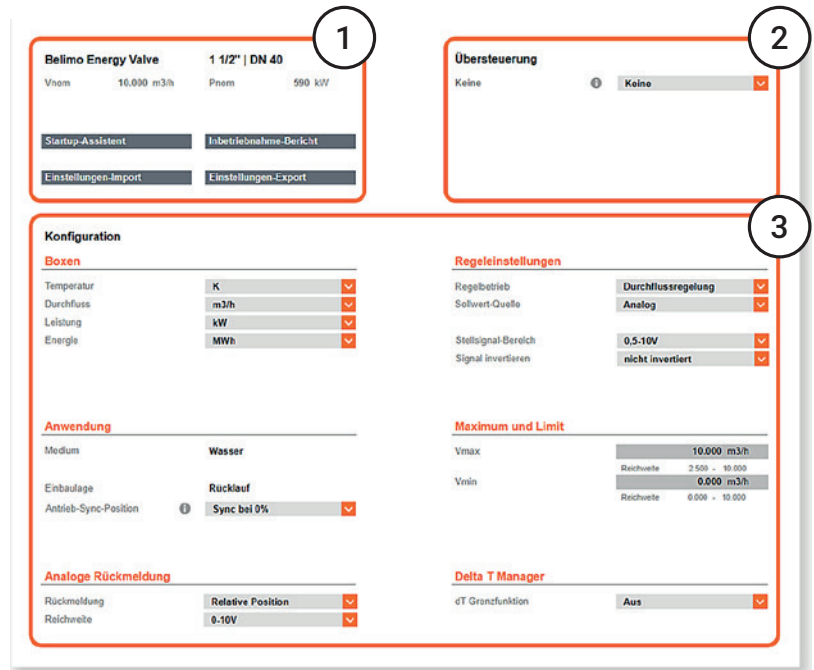 1
Belimo Energy Valve 1 1/2" | DN 40
Vnom 10.000 m3/h Pnom 590 kW
Startup-Assistent Inbetriebnahme-Bericht
Einstellungen-Import Einstellungen-Export
2
Übersteuerung
Keine Keine
3
Konfiguration
Boxen
Temperatur K
Durchfluss m3/h
Leistung kW
Energie MWh
Regeleinstellungen
Regelbetrieb Durchflussregelung
Sollwert-Quelle Analog
Stellsignal-Bereich 0,5-10V
Signal invertieren nicht invertiert
Anwendung
Medium Wasser
Einbaulage Rücklauf
Antrieb-Sync-Position Sync bei 0%
Maximum und Limit
Vmax 10.000 m3/h
Reichweite 2.500 - 10.000
Vmin 0.000 m3/h
Reichweite 0.000 - 10.000
Analoge Rückmeldung
Rückmeldung Relative Position
Reichweite 0-10V
Delta T Manager
dT Grenzfunktion Aus